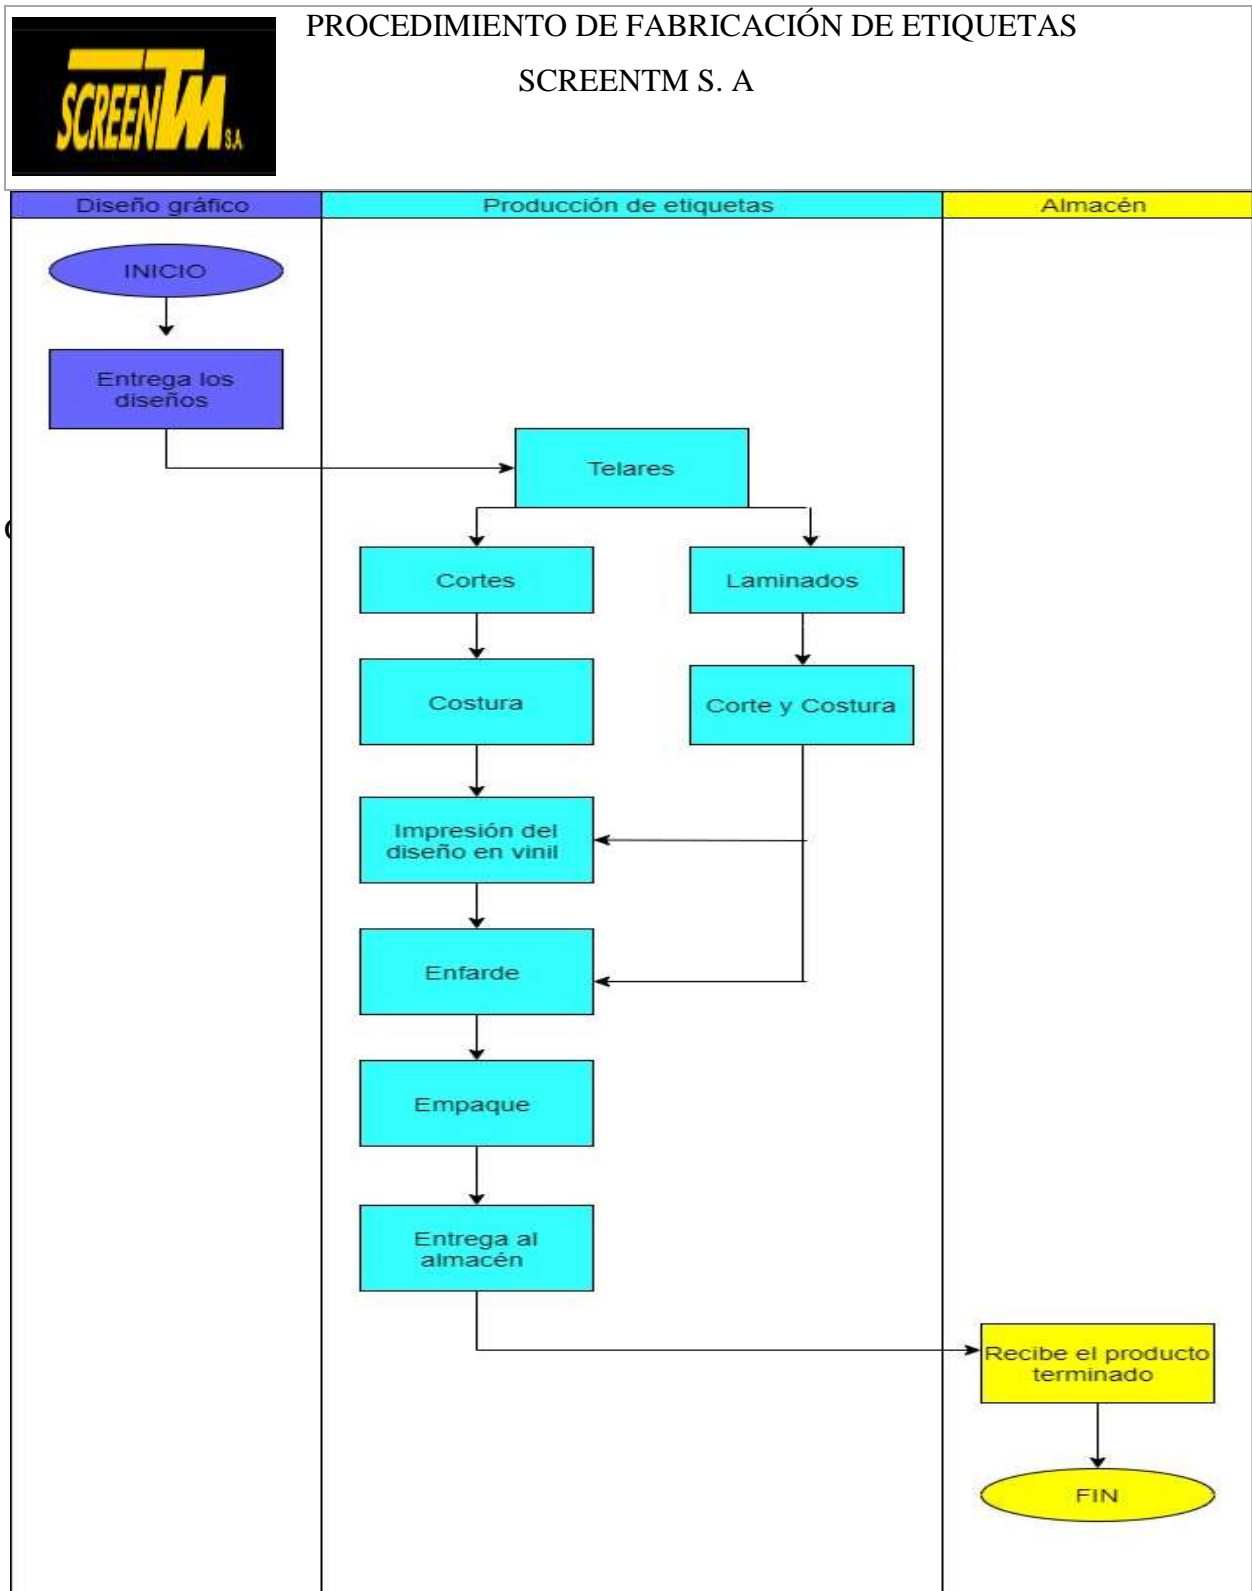 PROCEDIMIENTO DE FABRICACIÓN DE ETIQUETAS
SCREENTM S. A
SCREENTM S.A.
Diseño gráfico
Producción de etiquetas
Almacén
INICIO
Entrega los
diseños
Telares
Cortes
Laminados
Costura
Corte y Costura
Impresión del
diseño en vinil
Enfarde
Empaque
Entrega al
almacén
Recibe el producto
terminado
FIN